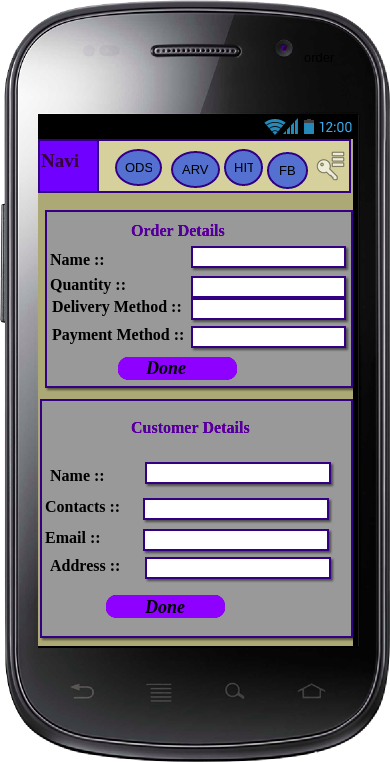 order
12:00
Navi
ODS ARV HIT FB
Order Details
Name ::
Quantity ::
Delivery Method ::
Payment Method ::
Done
Customer Details
Name ::
Contacts ::
Email ::
Address ::
Done